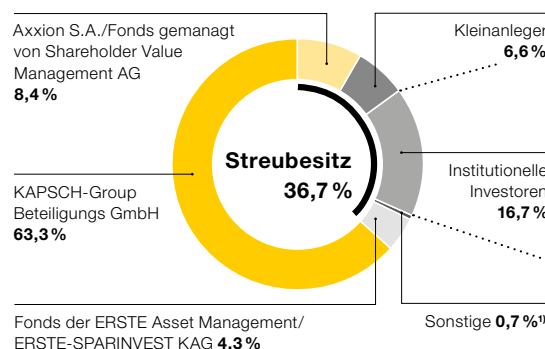 Axxion S.A./Fonds gemanagt
von Shareholder Value
Management AG
8,4 %
Kleinanleger
6,6 %
Streubesitz
36,7 %
KAPSCH-Group
Beteiligungs GmbH
63,3 %
Institutionelle
Investoren
16,7 %
Fonds der ERSTE Asset Management/
ERSTE-SPARINVEST KAG 4,3 %
Sonstige 0,7 %¹⁾